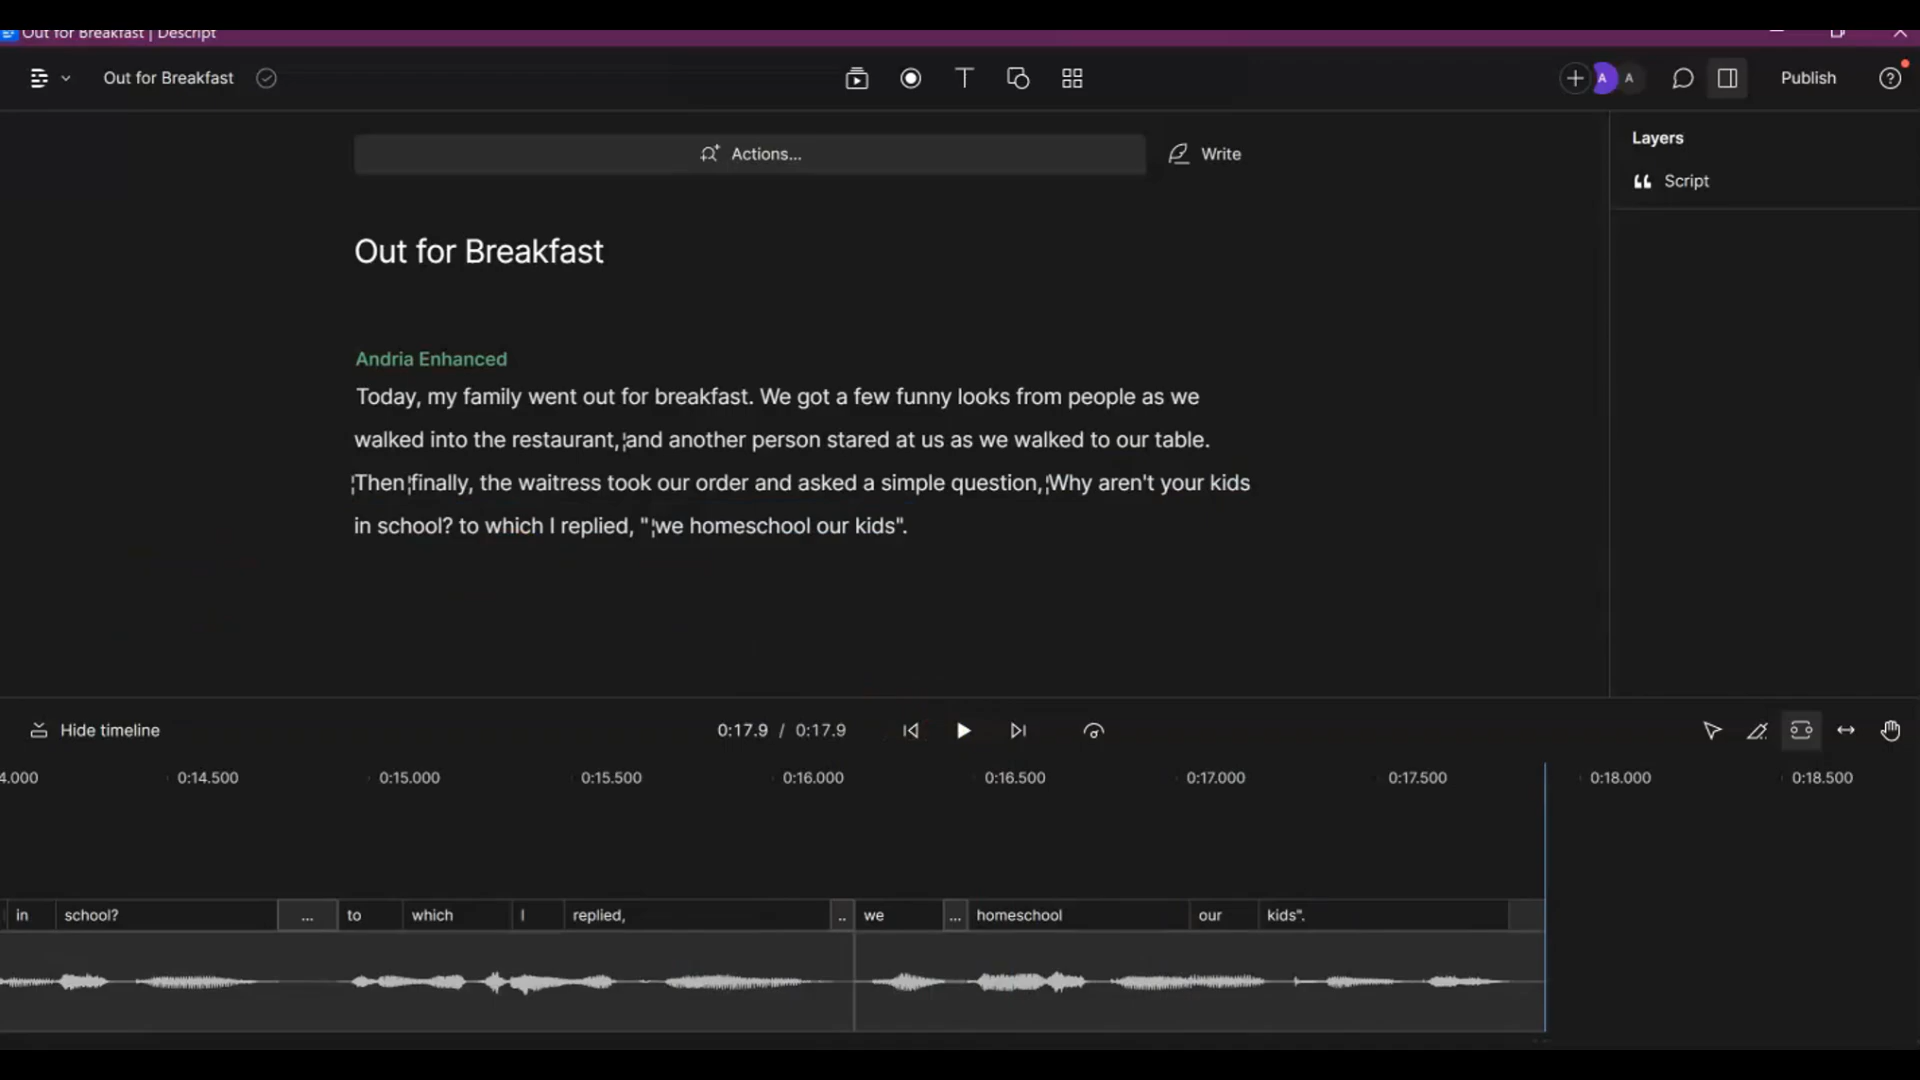 Out for Breakfast | Descript
Out for Breakfast
A
A
Publish
Actions...
Write
Layers
Script
Out for Breakfast
Andria Enhanced
Today, my family went out for breakfast. We got a few funny looks from people as we
walked into the restaurant,¦and another person stared at us as we walked to our table.
¦Then¦finally, the waitress took our order and asked a simple question,¦Why aren't your kids
in school? to which I replied, "¦we homeschool our kids".
Hide timeline
0:17.9 / 0:17.9
4.000 0:14.500 0:15.000 0:15.500 0:16.000 0:16.500 0:17.000 0:17.500 0:18.000 0:18.500
in school? ... to which I replied, .. we ... homeschool our kids".